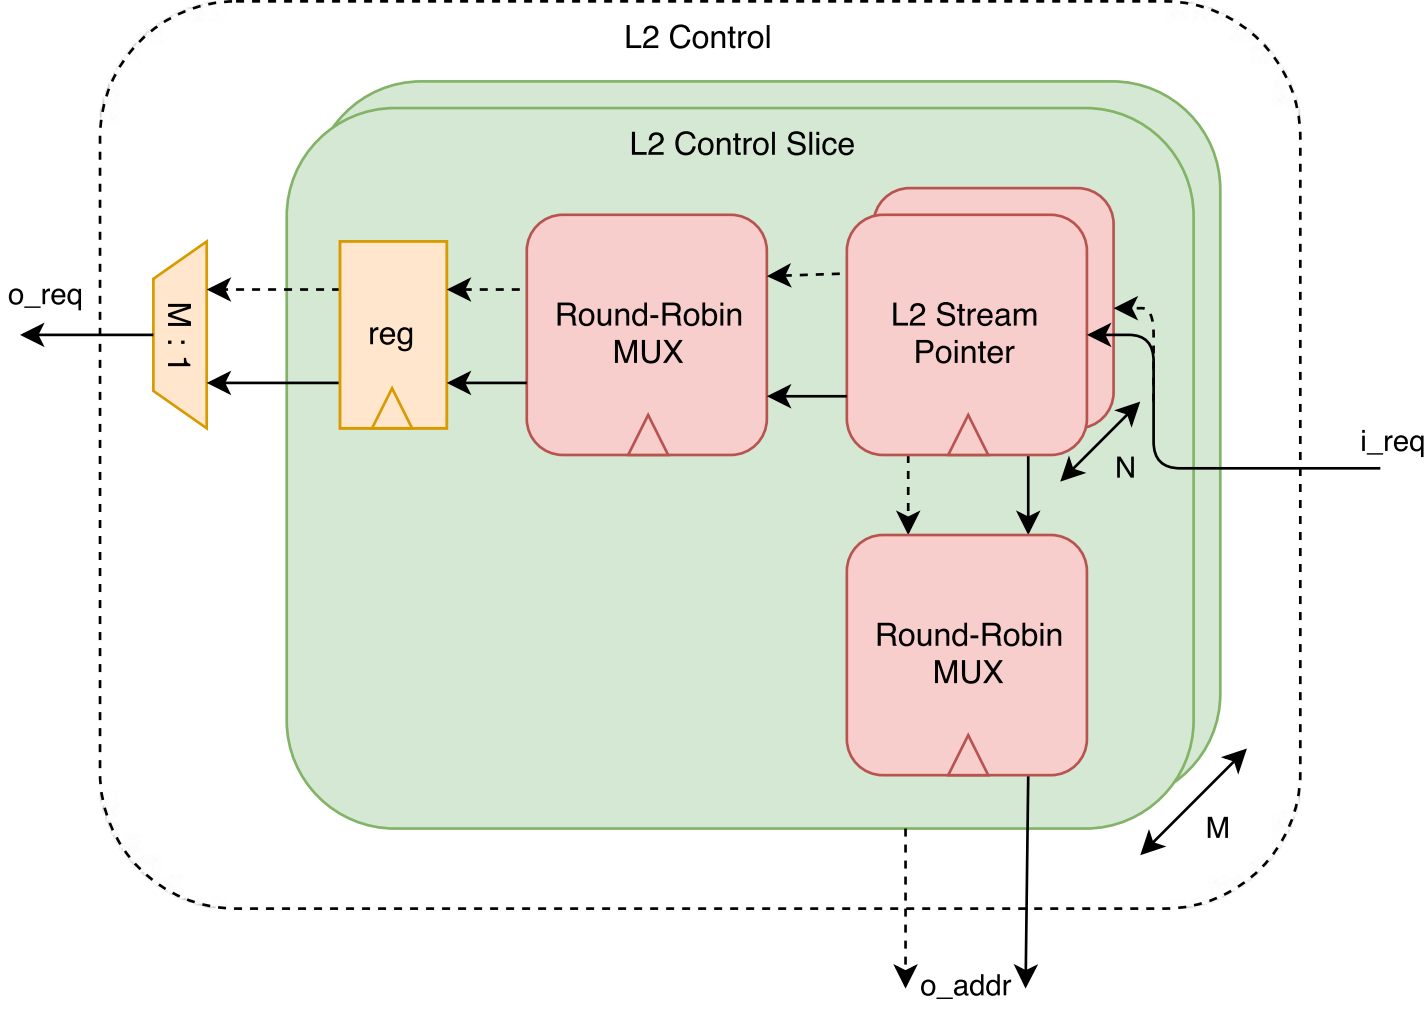 L2 Control
L2 Control Slice
o_req
M : 1
reg
Round-Robin
MUX
L2 Stream
Pointer
i_req
N
Round-Robin
MUX
M
o_addr